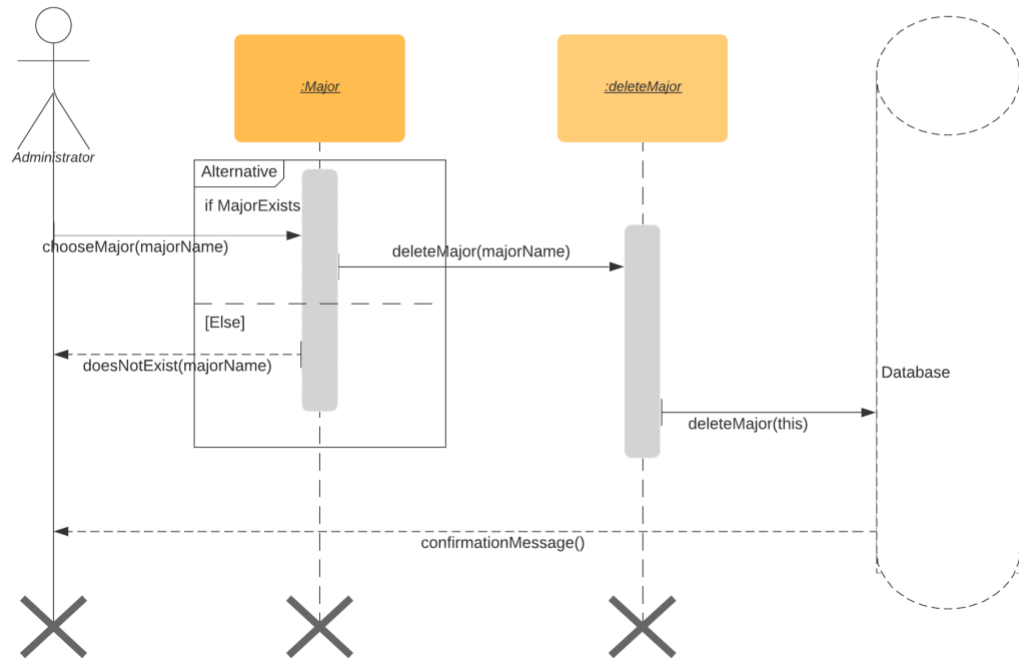 :Major
:deleteMajor
Administrator
Alternative
if MajorExists
chooseMajor(majorName)
deleteMajor(majorName)
[Else]
doesNotExist(majorName)
Database
deleteMajor(this)
confirmationMessage()